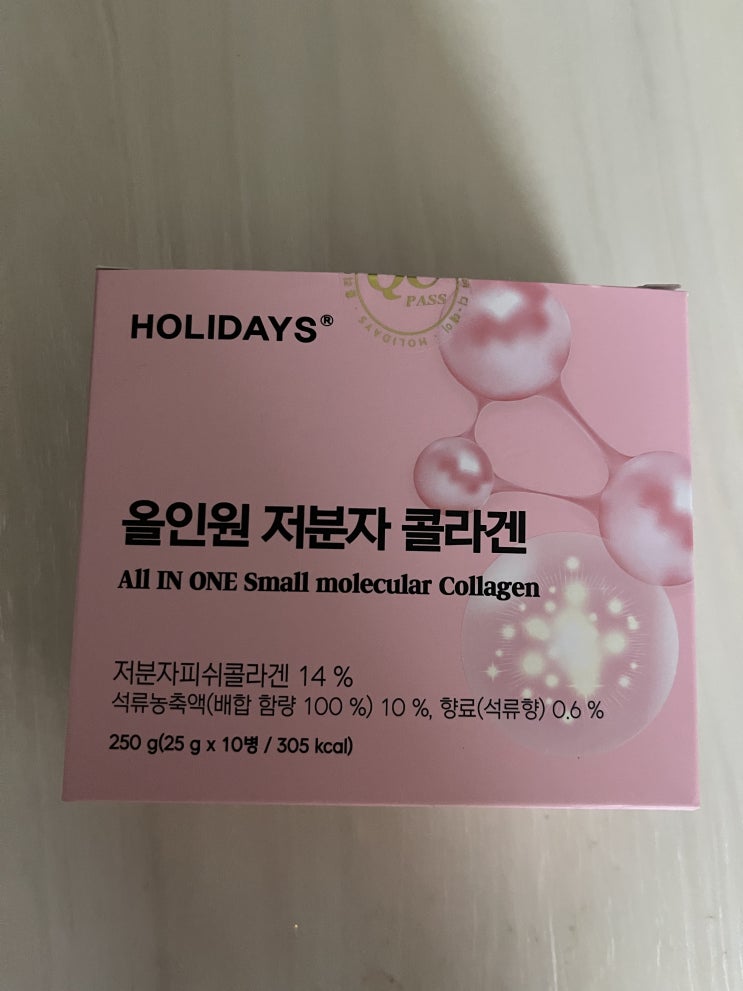 HOLIDAYS®
PASS
HOLIDAYS
올인원 저분자 콜라겐
All IN ONE Small molecular Collagen
저분자피쉬콜라겐 14 %
석류농축액(배합 함량 100 %) 10 %, 향료(석류향) 0.6 %
250 g(25 g x 10병 / 305 kcal)